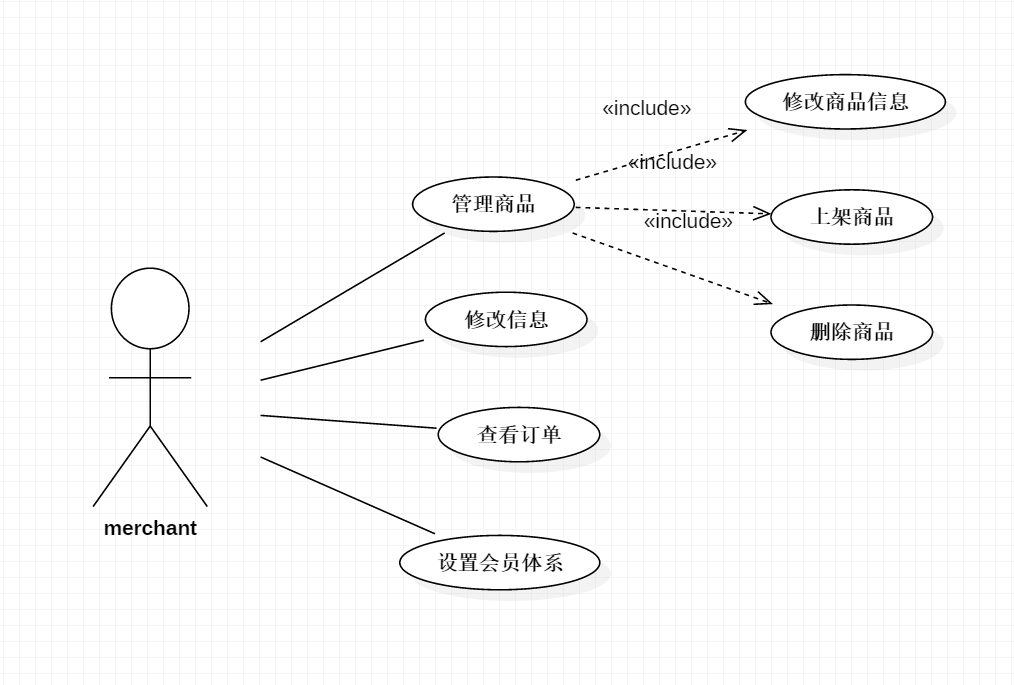 «include»
修改商品信息
«include»
管理商品
上架商品
«include»
修改信息
删除商品
查看订单
merchant
设置会员体系